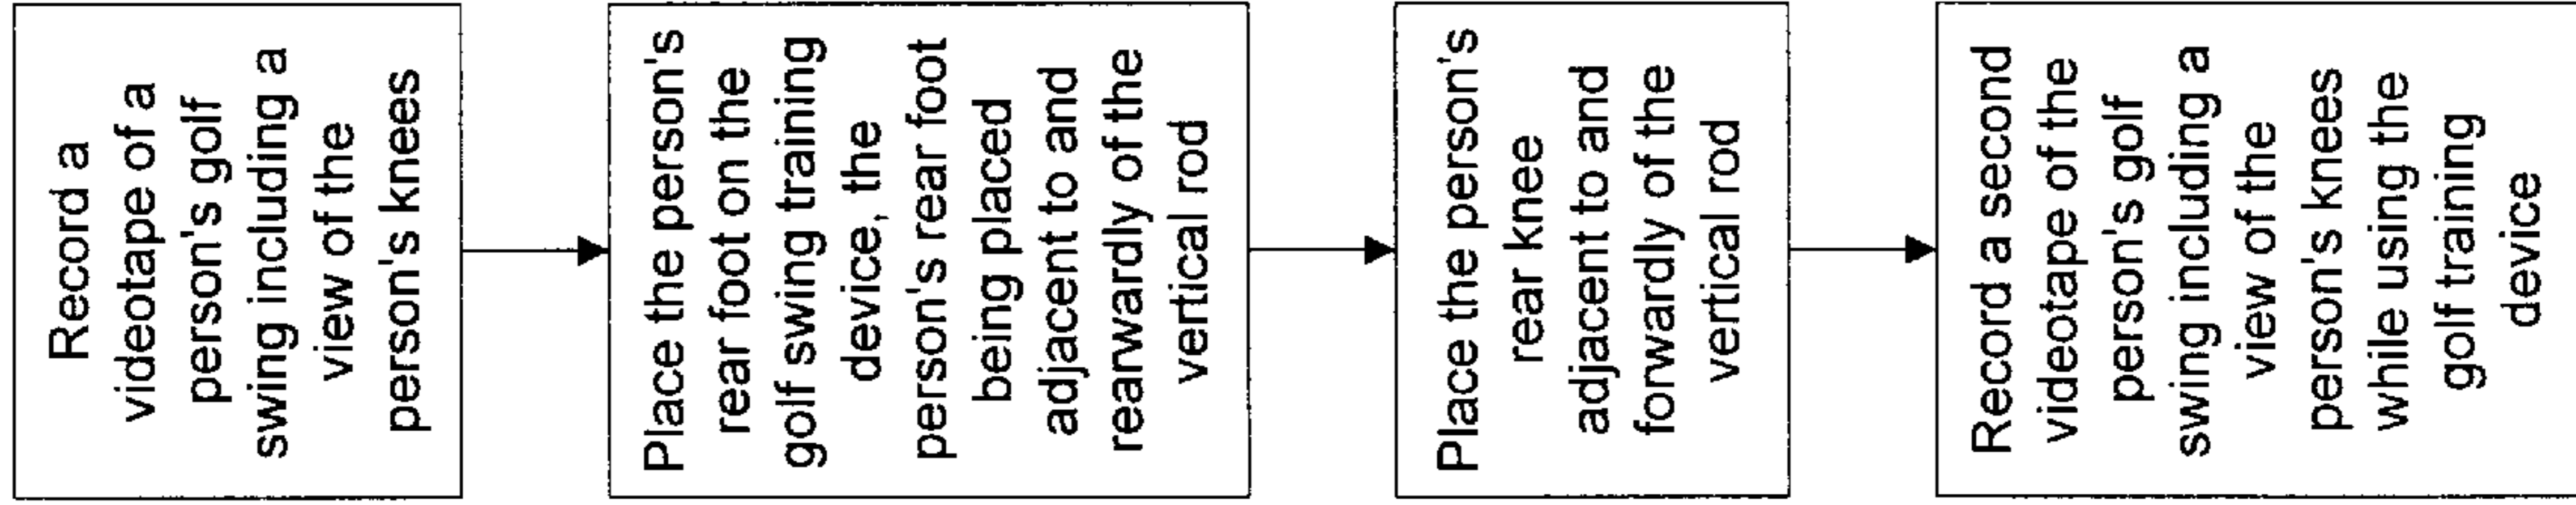 Record a
videotape of a
person's golf
swing including a
view of the
person's knees
Place the person's
rear foot on the
golf swing training
device, the
person's rear foot
being placed
adjacent to and
rearwardly of the
vertical rod
Place the person's
rear knee
adjacent to and
forwardly of the
vertical rod
Record a second
videotape of the
person's golf
swing including a
view of the
person's knees
while using the
golf training
device